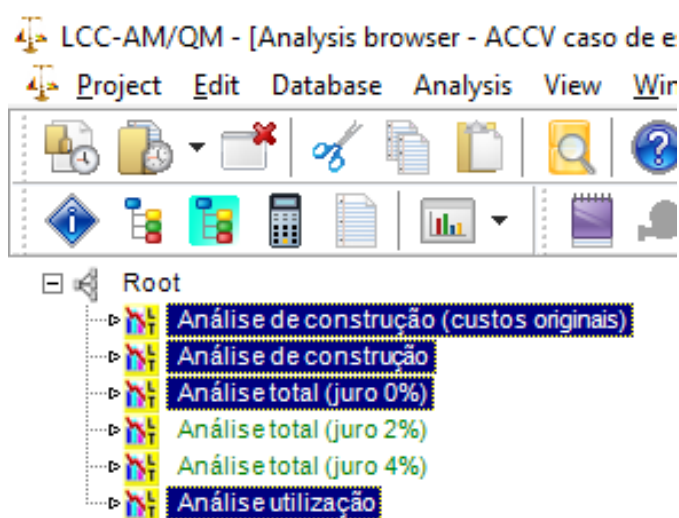 LCC-AM/QM - [Analysis browser - ACCV caso de e
Project Edit Database Analysis View Win
Root
Análise de construção (custos originais)
Análise de construção
Análise total (juro 0%)
Análise total (juro 2%)
Análise total (juro 4%)
Análise utilização